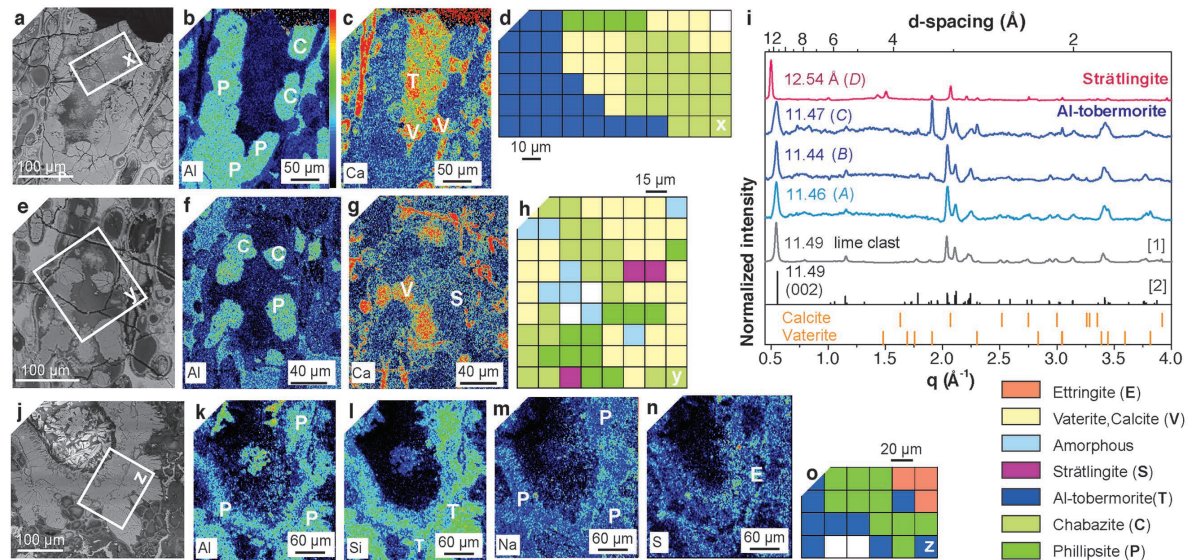 a
x
100 μm
b
P
C
C
P
P
Al
50 μm
c
T
V
V
Ca
50 μm
d
x
10 μm
e
y
100 μm
f
C
C
P
Al
40 μm
g
V
S
Ca
40 μm
15 μm
h
y
i
d-spacing (Å)
12 8 6 4 2
12.54 Å (D)
Strätlingite
Al-tobermorite
11.47 (C)
11.44 (B)
11.46 (A)
11.49 lime clast [1]
11.49
(002)
[2]
Calcite
Vaterite
Normalized intensity
0.5 1.0 1.5 2.0 2.5 3.0 3.5 4.0
q (Å⁻¹)
j
z
100 μm
k
P
P
P
Al
60 μm
l
T
T
Si
60 μm
m
P
P
Na
60 μm
n
E
S
60 μm
20 μm
o
z
Ettringite (E)
Vaterite,Calcite (V)
Amorphous
Strätlingite (S)
Al-tobermorite(T)
Chabazite (C)
Phillipsite (P)